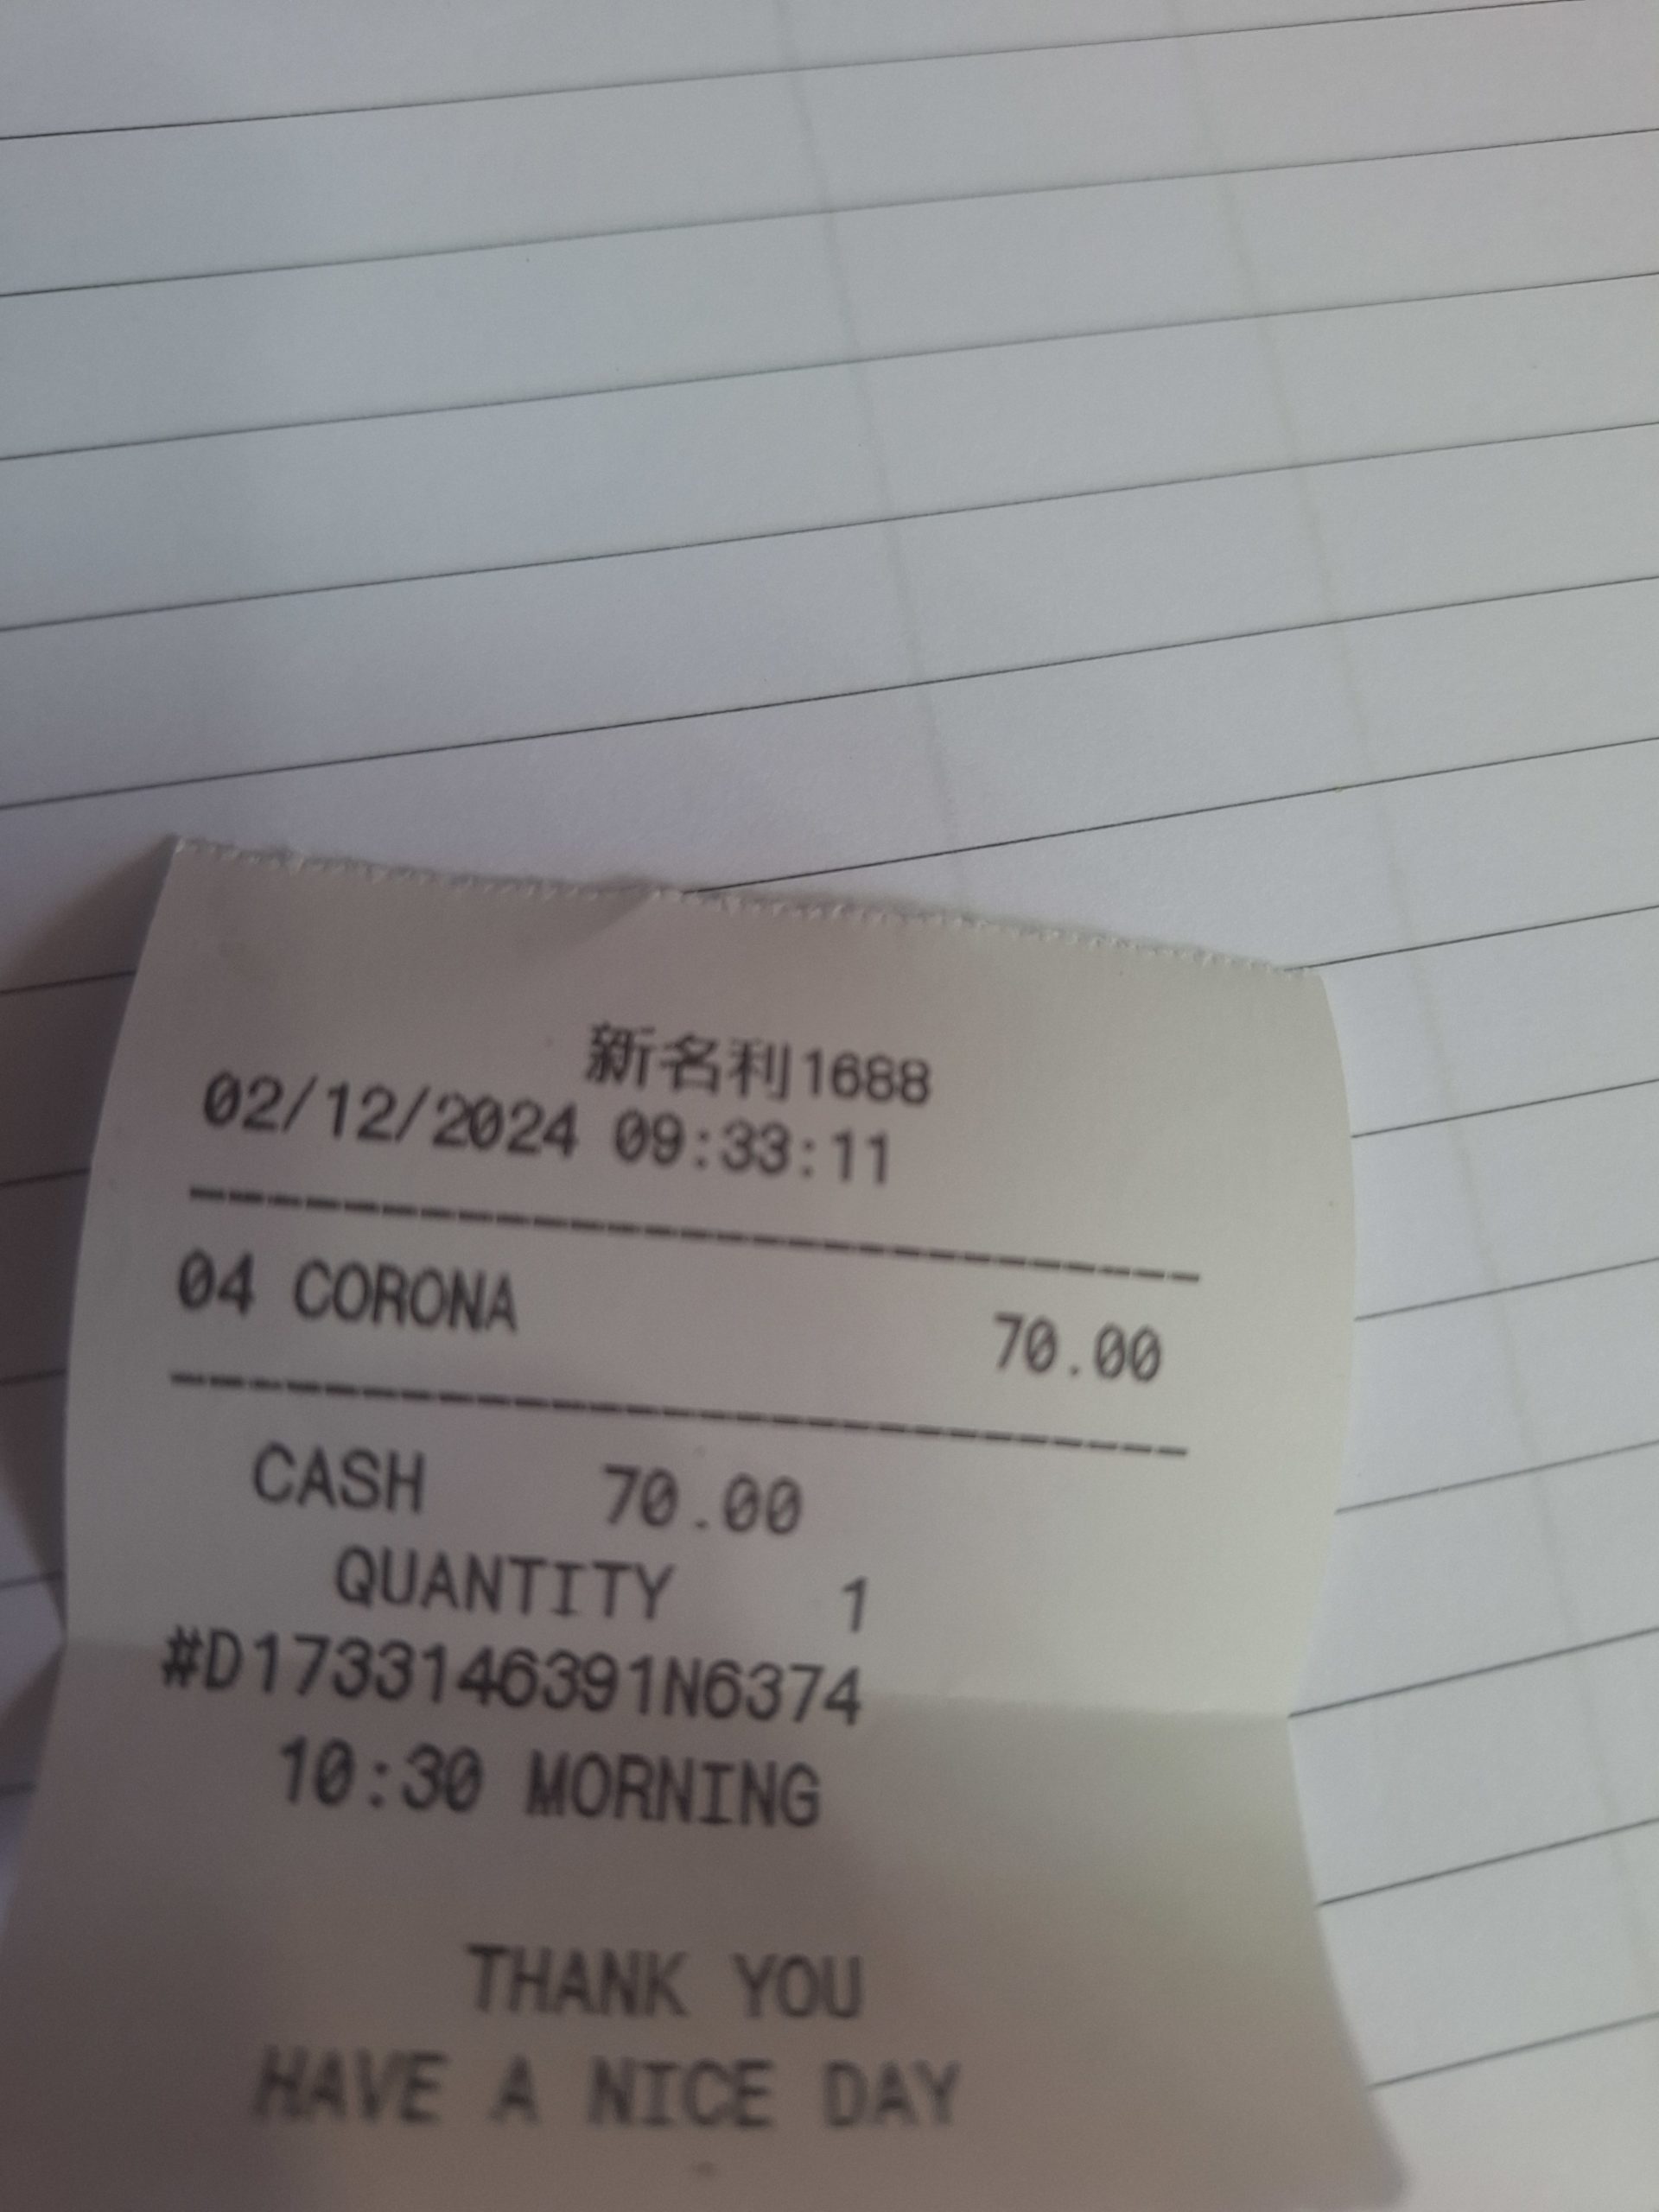 新名利1688
02/12/2024 09:33:11
--------------------------------
04 CORONA 70.00
--------------------------------
CASH 70.00
QUANTITY 1
#D1733146391N6374
10:30 MORNING
THANK YOU
HAVE A NICE DAY